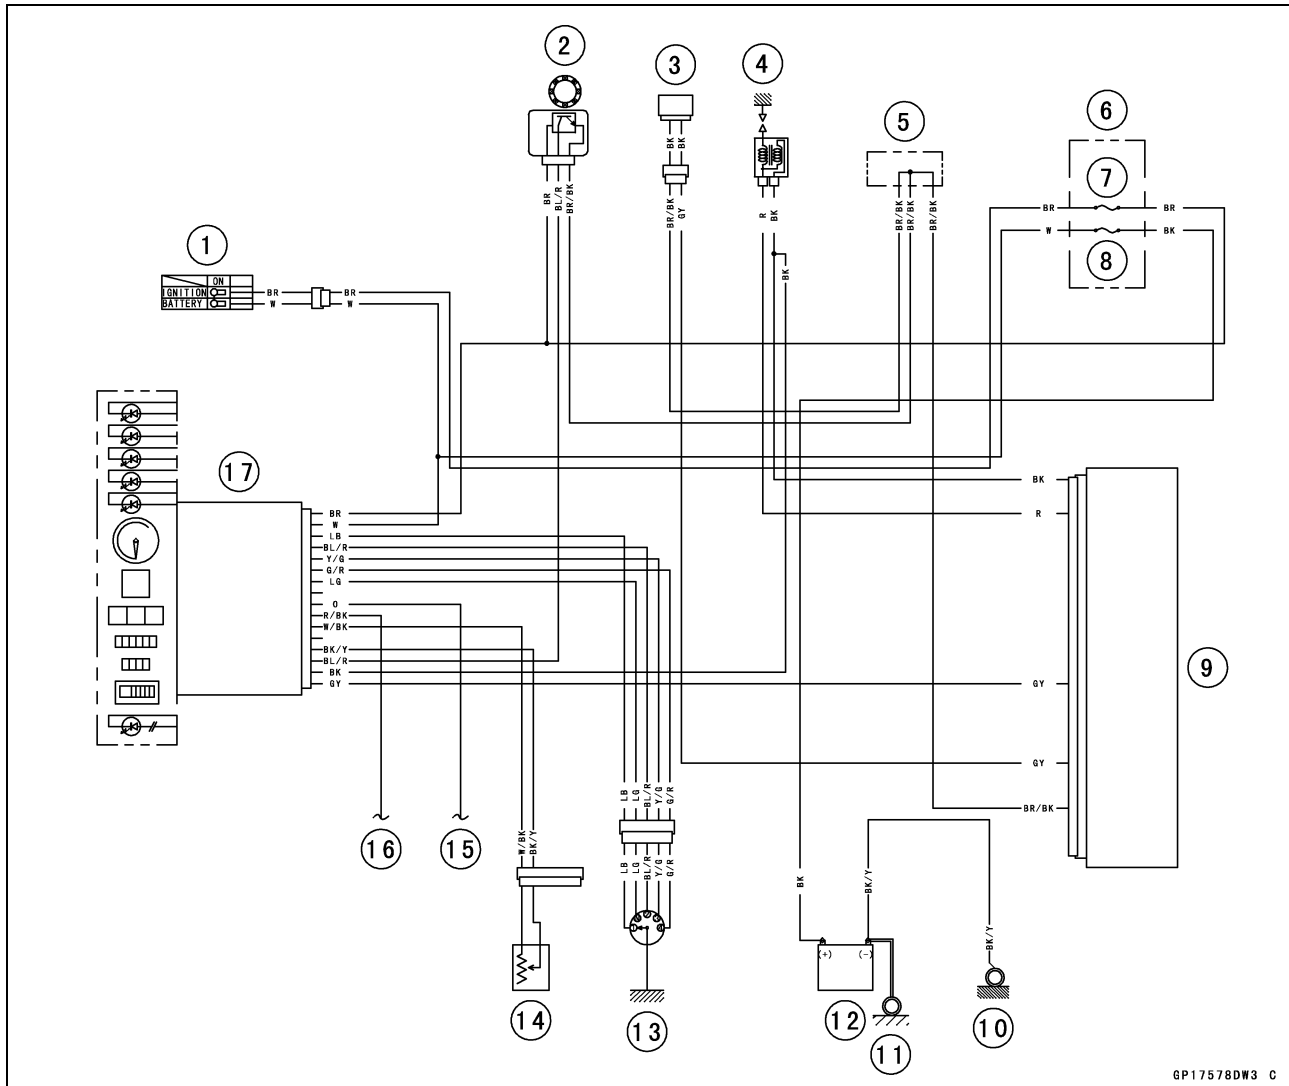 2
3
4
5
6
7
8
1
ON
IGNITION
BATTERY
BR
W
BR
W
BR
BL/R
BR/BK
BK
BK
BR/BK
GY
R
BK
BK
BR/BK
BR/BK
BR/BK
BR
BR
W
BK
17
BR
W
LB
BL/R
Y/G
G/R
LG
O
R/BK
W/BK
BK/Y
BL/R
BK
GY
BK
R
GY
GY
BR/BK
9
16
15
W/BK
BK/Y
LB
LG
BL/R
Y/G
G/R
LB
LG
BL/R
Y/G
G/R
BK
BK/Y
BK/Y
(+)
(-)
14
13
12
11
10
GP17578DW3 C